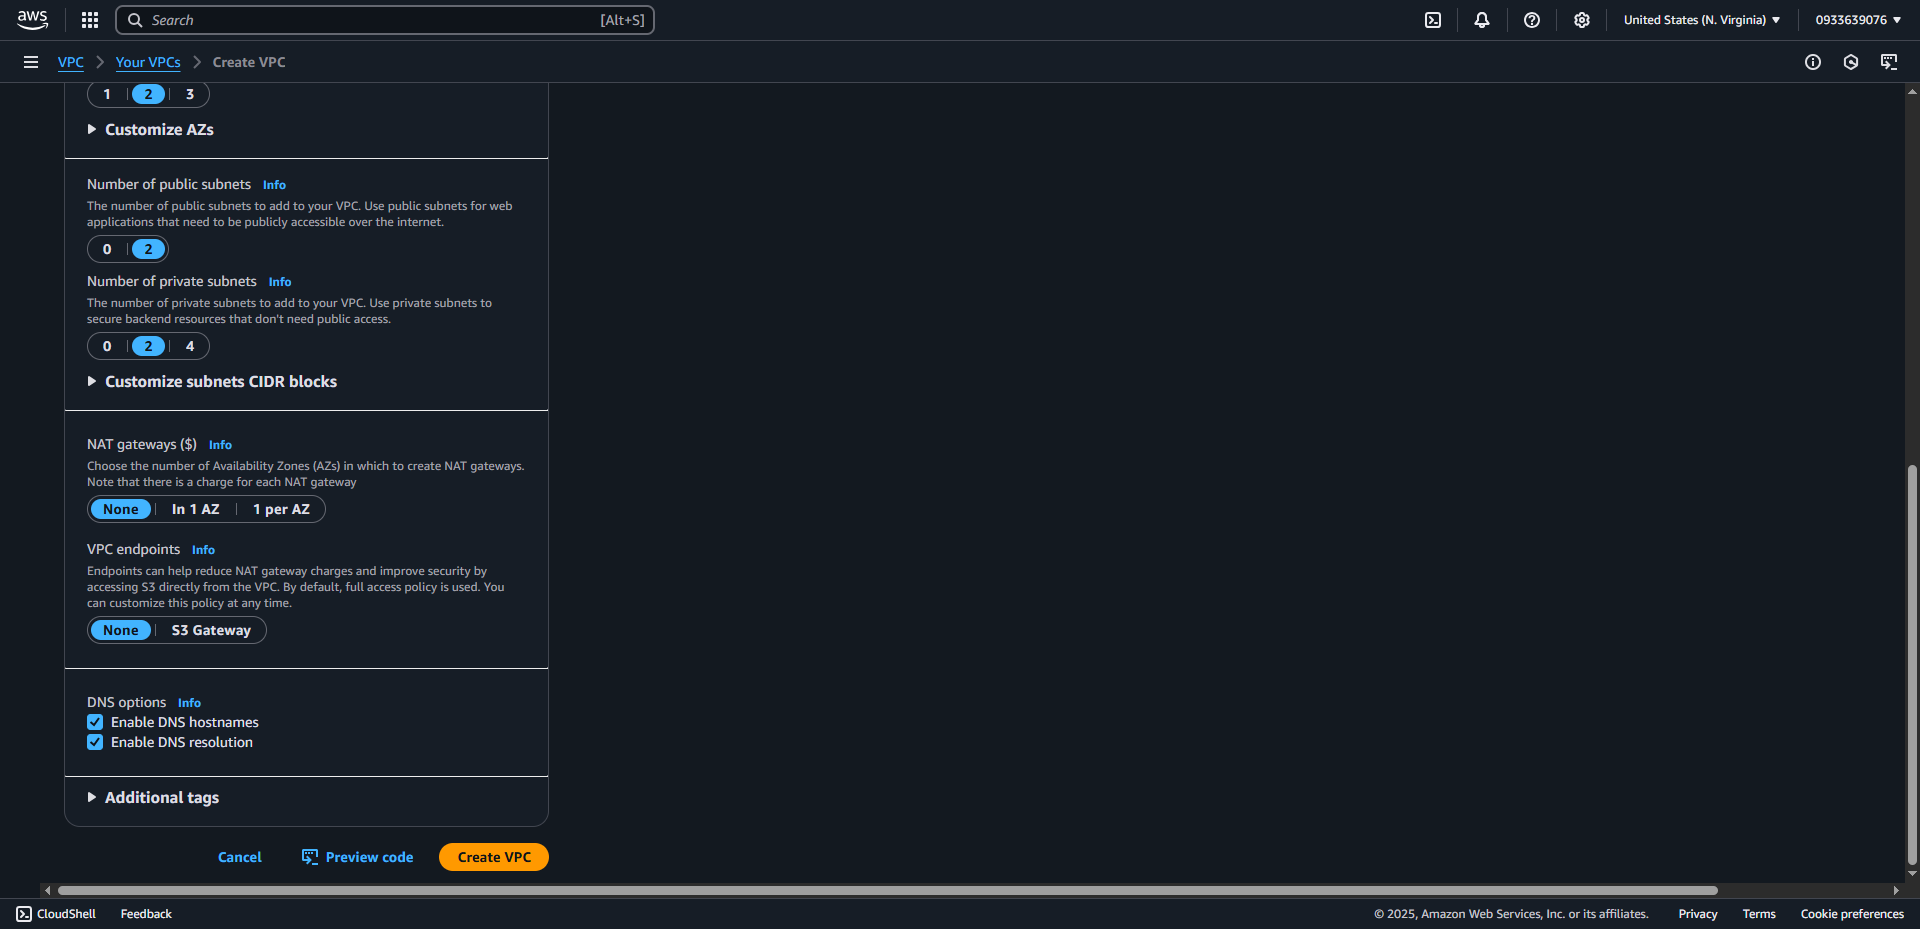 aws
Search [Alt+S]
United States (N. Virginia)
0933639076
VPC
Your VPCs
Create VPC
1 2 3
Customize AZs
Number of public subnets Info
The number of public subnets to add to your VPC. Use public subnets for web
applications that need to be publicly accessible over the internet.
0 2
Number of private subnets Info
The number of private subnets to add to your VPC. Use private subnets to
secure backend resources that don't need public access.
0 2 4
Customize subnets CIDR blocks
NAT gateways ($) Info
Choose the number of Availability Zones (AZs) in which to create NAT gateways.
Note that there is a charge for each NAT gateway
None In 1 AZ 1 per AZ
VPC endpoints Info
Endpoints can help reduce NAT gateway charges and improve security by
accessing S3 directly from the VPC. By default, full access policy is used. You
can customize this policy at any time.
None S3 Gateway
DNS options Info
Enable DNS hostnames
Enable DNS resolution
Additional tags
Cancel Preview code Create VPC
CloudShell Feedback
© 2025, Amazon Web Services, Inc. or its affiliates. Privacy Terms Cookie preferences